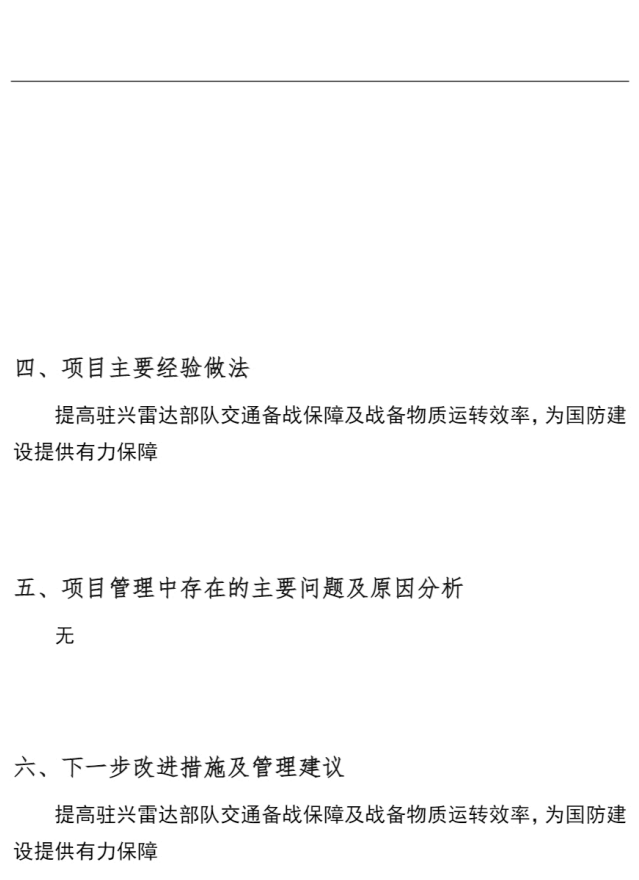 四、项目主要经验做法
提高驻兴雷达部队交通备战保障及战备物质运转效率，为国防建
设提供有力保障
五、项目管理中存在的主要问题及原因分析
无
六、下一步改进措施及管理建议
提高驻兴雷达部队交通备战保障及战备物质运转效率，为国防建
设提供有力保障